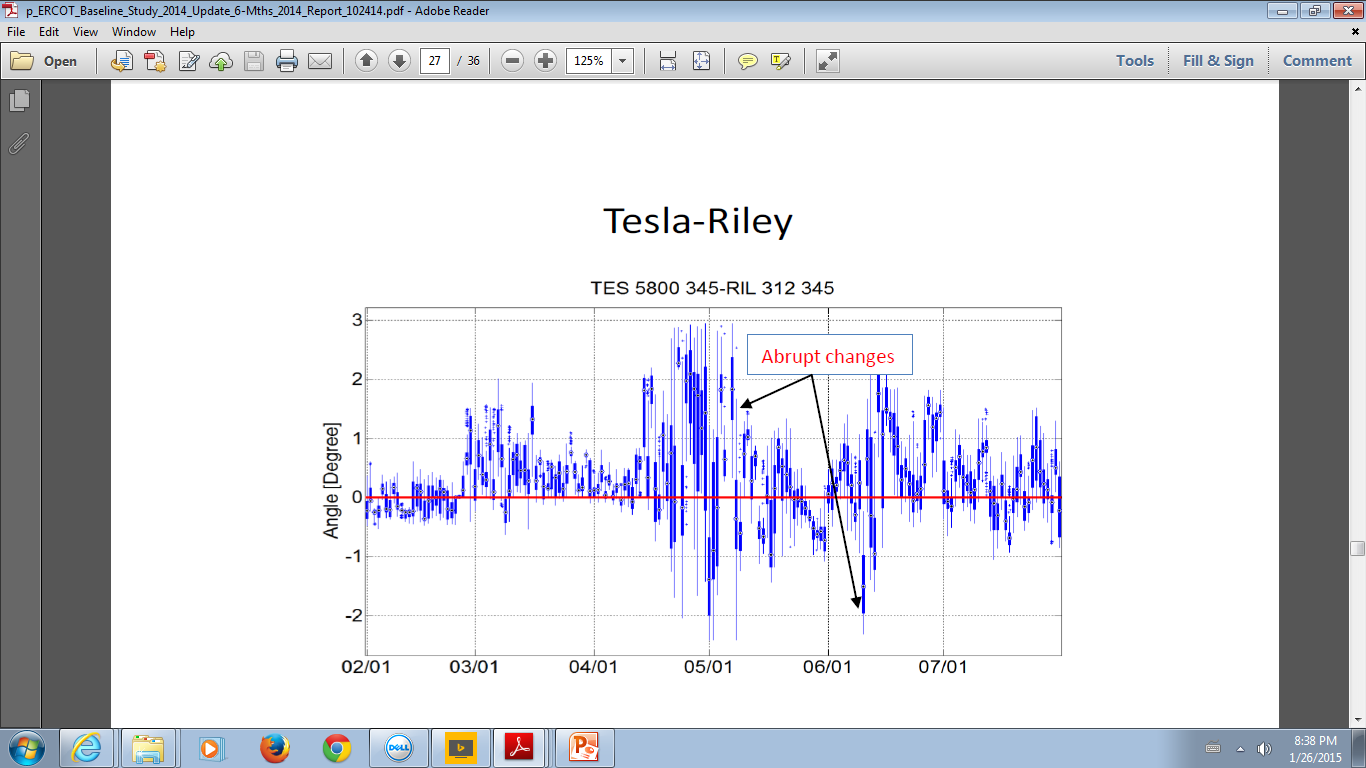 p_ERCOT_Baseline_Study_2014_Update_6-Mths_2014_Report_102414.pdf - Adobe Reader
File Edit View Window Help
Open 27 / 36 125% Tools Fill & Sign Comment
Tesla-Riley
TES 5800 345-RIL 312 345
Abrupt changes
Angle [Degree]
3
2
1
0
-1
-2
02/01 03/01 04/01 05/01 06/01 07/01
DELL
b
8:38 PM
1/26/2015